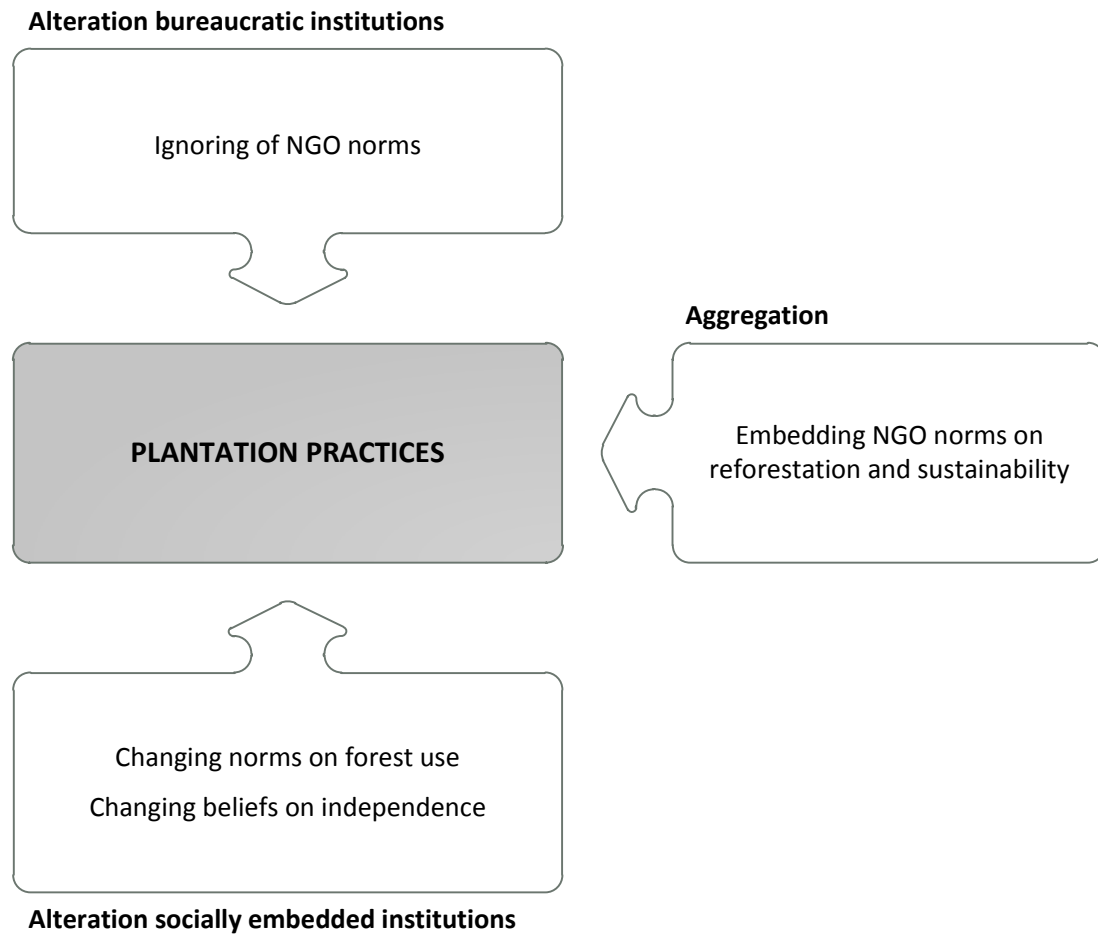 Alteration bureaucratic institutions
Ignoring of NGO norms
Aggregation
PLANTATION PRACTICES
Embedding NGO norms on
reforestation and sustainability
Changing norms on forest use
Changing beliefs on independence
Alteration socially embedded institutions